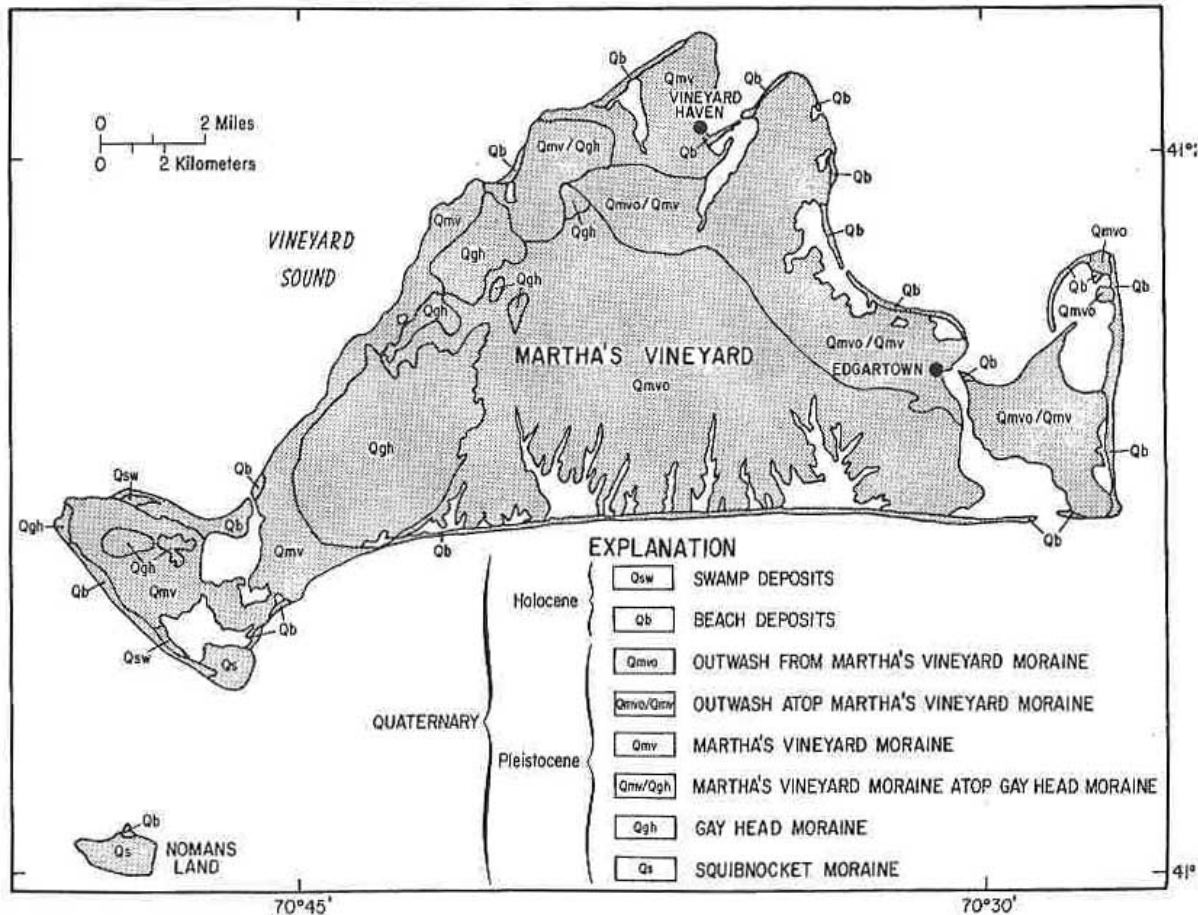 Qb
Qmv
VINEYARD
HAVEN
Qb
Qb
0 2 Miles
0 2 Kilometers
Qb
Qmv/Qgh
Qb
Qb
41°2
Qmvo/Qmv
Qmv
Qgh
VINEYARD
SOUND
Qgh
Qb
Qmvo
Qgh
Qb
Qb
Qb
Qmvo
Qgh
MARTHA'S VINEYARD
Qmvo
Qmvo/Qmv
EDGARTOWN
Qb
Qmvo/Qmv
Qgh
Qb
Qsw
Qb
Qgh
Qb
Qmv
Qb
Qb
Qgh
Qb
Qmv
Qb
Qsw
Qb
Qs
EXPLANATION
QUATERNARY
Holocene
Qsw SWAMP DEPOSITS
Qb BEACH DEPOSITS
Pleistocene
Qmvo OUTWASH FROM MARTHA'S VINEYARD MORAINE
Qmvo/Qmv OUTWASH ATOP MARTHA'S VINEYARD MORAINE
Qmv MARTHA'S VINEYARD MORAINE
Qmv/Qgh MARTHA'S VINEYARD MORAINE ATOP GAY HEAD MORAINE
Qgh GAY HEAD MORAINE
Qs SQUIBNOCKET MORAINE
Qb
Qs
NOMANS
LAND
41°
70°45'
70°30'